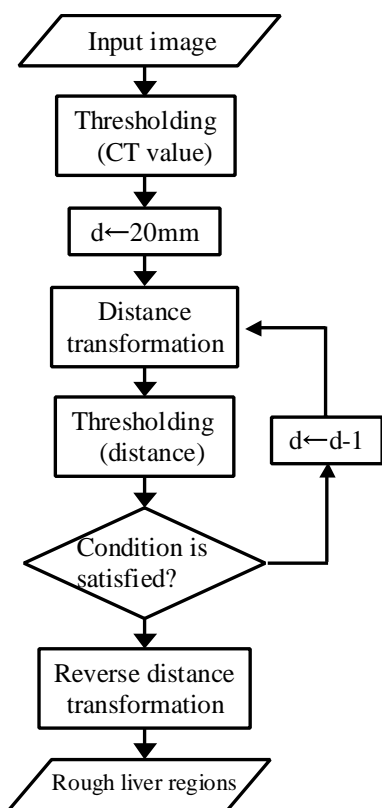 Input image
Thresholding
(CT value)
d←20mm
Distance
transformation
Thresholding
(distance)
d←d-1
Condition is
satisfied?
Reverse distance
transformation
Rough liver regions